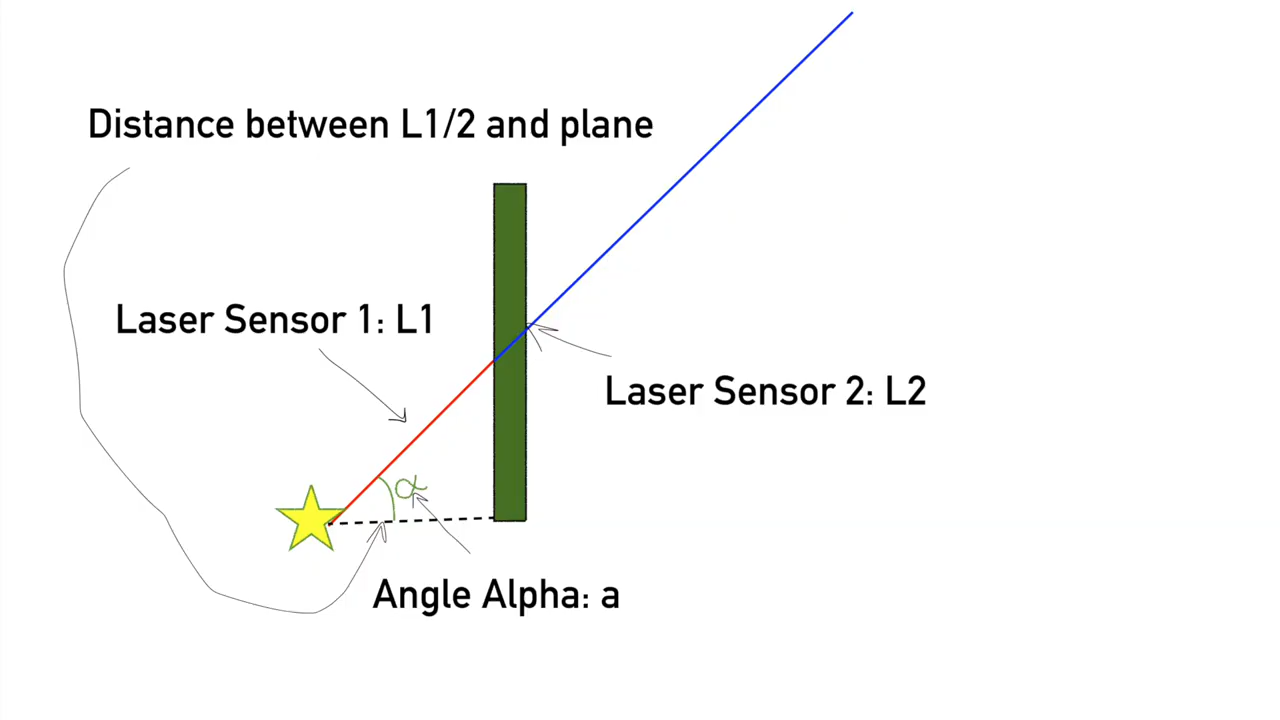 Distance between L1/2 and plane
Laser Sensor 1: L1
Laser Sensor 2: L2
α
Angle Alpha: a